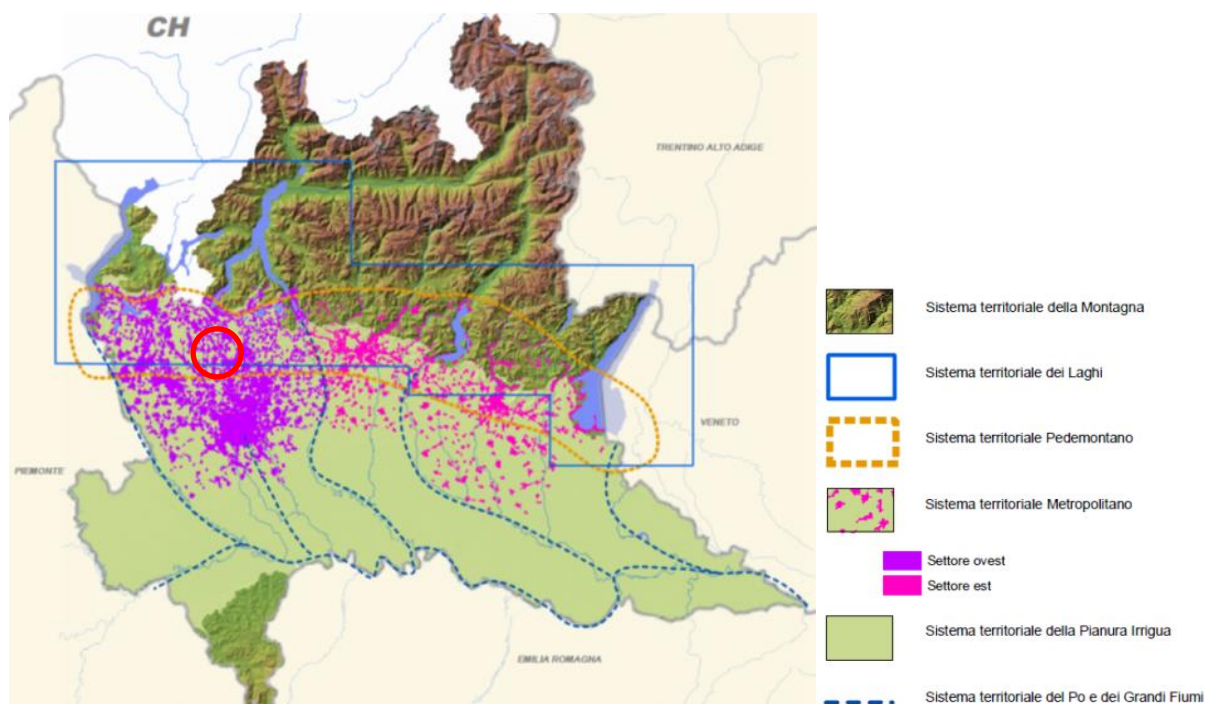 CH
TRENTINO ALTO ADIGE
VENETO
PIEMONTE
EMILIA ROMAGNA
Sistema territoriale della Montagna
Sistema territoriale dei Laghi
Sistema territoriale Pedemontano
Sistema territoriale Metropolitano
Settore ovest
Settore est
Sistema territoriale della Pianura Irrigua
Sistema territoriale del Po e dei Grandi Fiumi